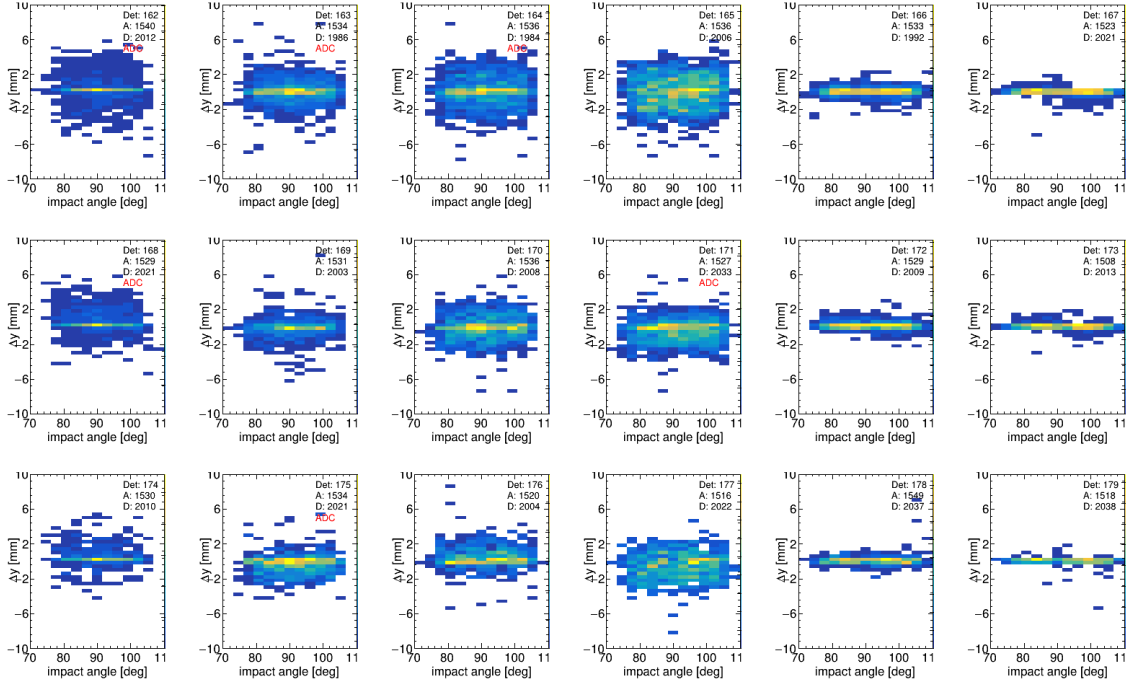 10 Det: 162
A: 1540
D: 2012
ADC
Δy [mm]
6
2
−2
−6
−10
70 80 90 100 11
impact angle [deg]
10 Det: 163
A: 1534
D: 1986
ADC
Δy [mm]
6
2
−2
−6
−10
70 80 90 100 11
impact angle [deg]
10 Det: 164
A: 1536
D: 1984
ADC
Δy [mm]
6
2
−2
−6
−10
70 80 90 100 11
impact angle [deg]
10 Det: 165
A: 1536
D: 2006
Δy [mm]
6
2
−2
−6
−10
70 80 90 100 11
impact angle [deg]
10 Det: 166
A: 1533
D: 1992
Δy [mm]
6
2
−2
−6
−10
70 80 90 100 11
impact angle [deg]
10 Det: 167
A: 1523
D: 2021
Δy [mm]
6
2
−2
−6
−10
70 80 90 100 11
impact angle [deg]
10 Det: 168
A: 1529
D: 2021
ADC
Δy [mm]
6
2
−2
−6
−10
70 80 90 100 11
impact angle [deg]
10 Det: 169
A: 1531
D: 2003
Δy [mm]
6
2
−2
−6
−10
70 80 90 100 11
impact angle [deg]
10 Det: 170
A: 1536
D: 2008
Δy [mm]
6
2
−2
−6
−10
70 80 90 100 11
impact angle [deg]
10 Det: 171
A: 1527
D: 2033
ADC
Δy [mm]
6
2
−2
−6
−10
70 80 90 100 11
impact angle [deg]
10 Det: 172
A: 1529
D: 2009
Δy [mm]
6
2
−2
−6
−10
70 80 90 100 11
impact angle [deg]
10 Det: 173
A: 1508
D: 2013
Δy [mm]
6
2
−2
−6
−10
70 80 90 100 11
impact angle [deg]
10 Det: 174
A: 1530
D: 2010
Δy [mm]
6
2
−2
−6
−10
70 80 90 100 11
impact angle [deg]
10 Det: 175
A: 1534
D: 2021
ADC
Δy [mm]
6
2
−2
−6
−10
70 80 90 100 11
impact angle [deg]
10 Det: 176
A: 1520
D: 2004
Δy [mm]
6
2
−2
−6
−10
70 80 90 100 11
impact angle [deg]
10 Det: 177
A: 1516
D: 2022
Δy [mm]
6
2
−2
−6
−10
70 80 90 100 11
impact angle [deg]
10 Det: 178
A: 1549
D: 2037
Δy [mm]
6
2
−2
−6
−10
70 80 90 100 11
impact angle [deg]
10 Det: 179
A: 1518
D: 2038
Δy [mm]
6
2
−2
−6
−10
70 80 90 100 11
impact angle [deg]